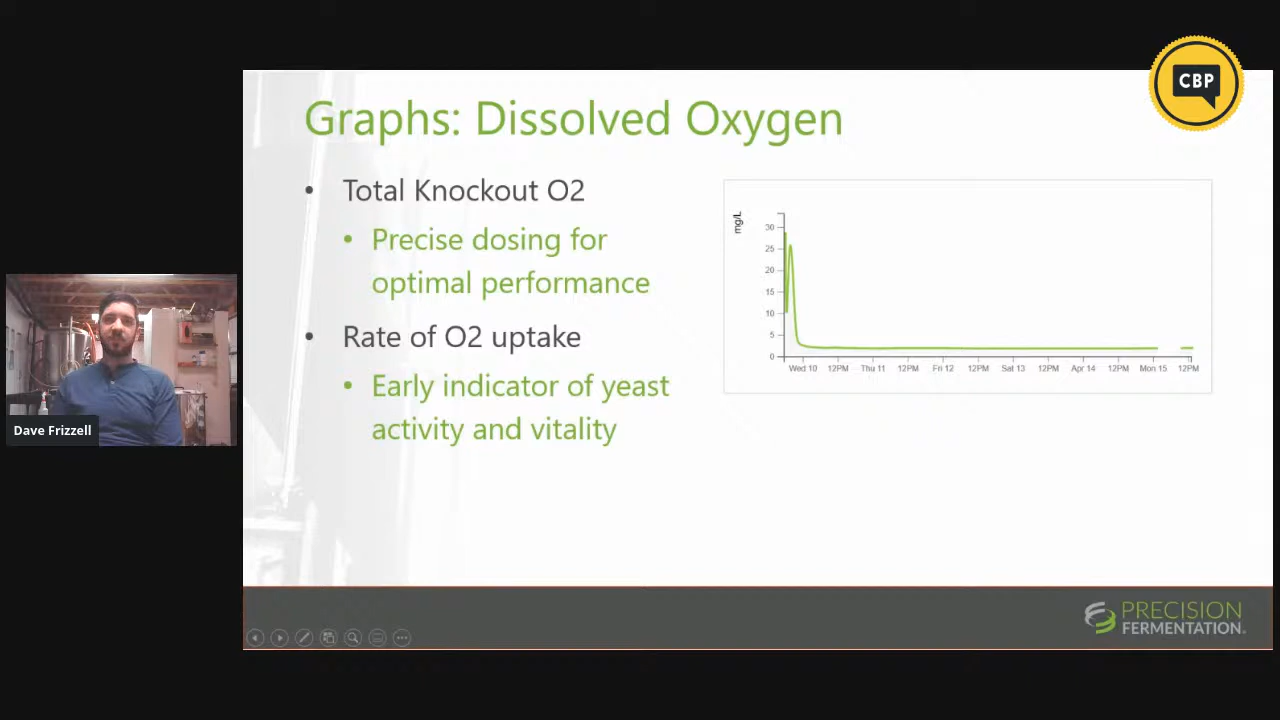 CBP
Graphs: Dissolved Oxygen
• Total Knockout O2
• Precise dosing for
optimal performance
• Rate of O2 uptake
• Early indicator of yeast
activity and vitality
mg/L
30
25
20
15
10
5
0
Wed 10 12PM Thu 11 12PM Fri 12 12PM Sat 13 12PM Apr 14 12PM Mon 15 12PM
Dave Frizzell
PRECISION
FERMENTATION.